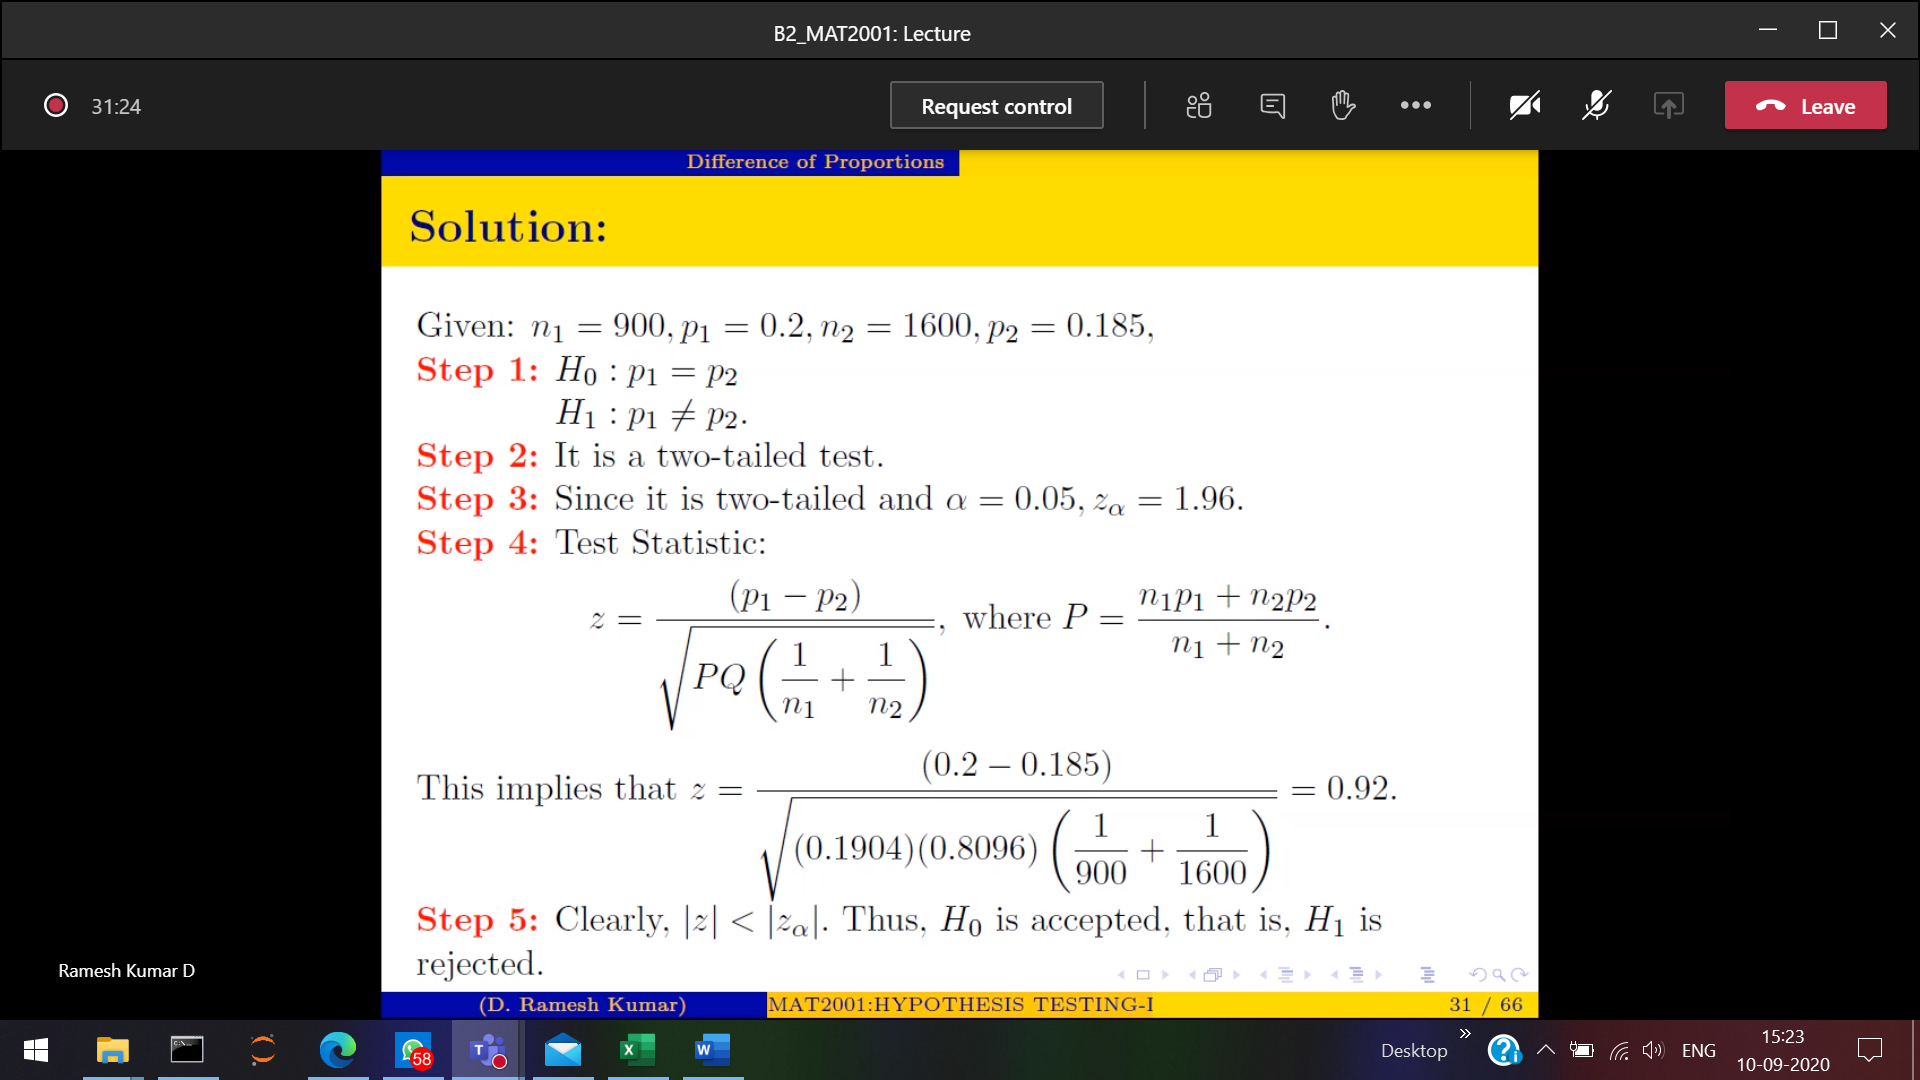 B2_MAT2001: Lecture
31:24
Request control
Leave
Difference of Proportions
Solution:
Given: n₁ = 900, p₁ = 0.2, n₂ = 1600, p₂ = 0.185,
Step 1: H₀ : p₁ = p₂
H₁ : p₁ ≠ p₂.
Step 2: It is a two-tailed test.
Step 3: Since it is two-tailed and α = 0.05, z_α = 1.96.
Step 4: Test Statistic:
z = (p₁ − p₂) / √(PQ (1/n₁ + 1/n₂)), where P = (n₁p₁ + n₂p₂) / (n₁ + n₂).
This implies that z = (0.2 − 0.185) / √((0.1904)(0.8096) (1/900 + 1/1600)) = 0.92.
Step 5: Clearly, |z| < |z_α|. Thus, H₀ is accepted, that is, H₁ is
rejected.
Ramesh Kumar D
(D. Ramesh Kumar) MAT2001:HYPOTHESIS TESTING-I 31 / 66
58
Desktop
ENG
15:23
10-09-2020